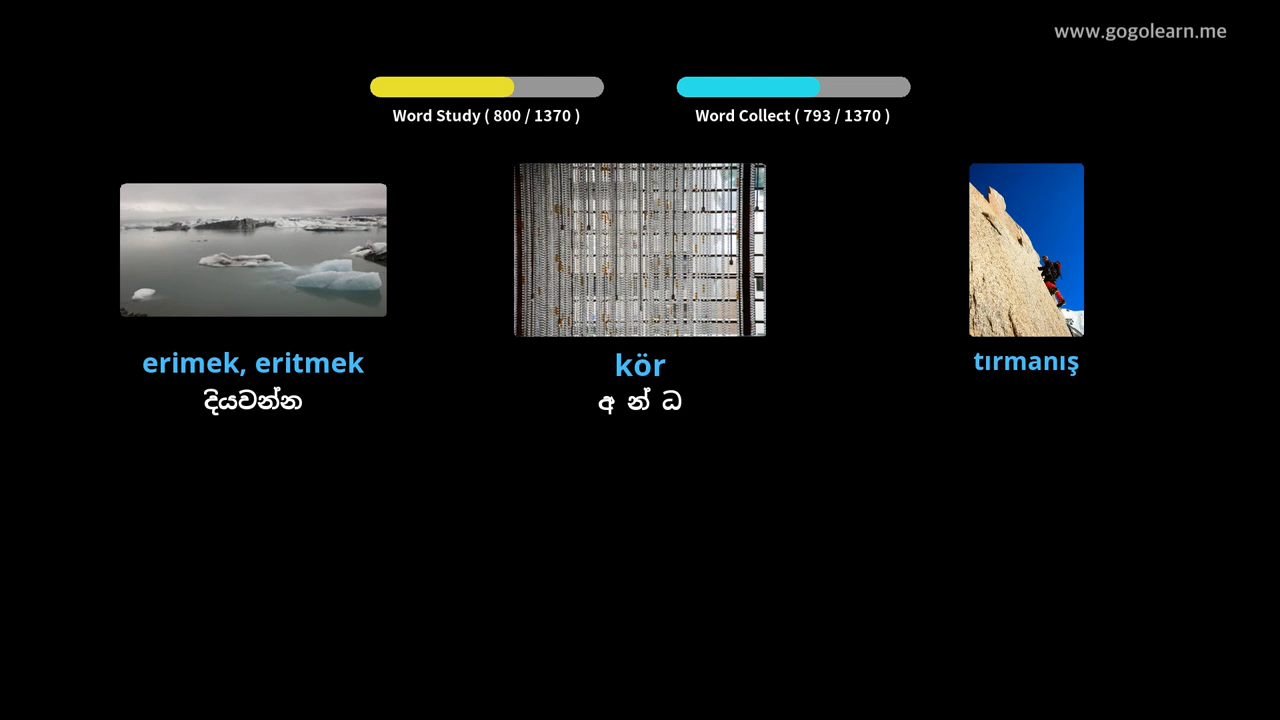 www.gogolearn.me
Word Study ( 800 / 1370 )
Word Collect ( 793 / 1370 )
erimek, eritmek
දියවන්න
kör
අ න් ධ
tırmanış